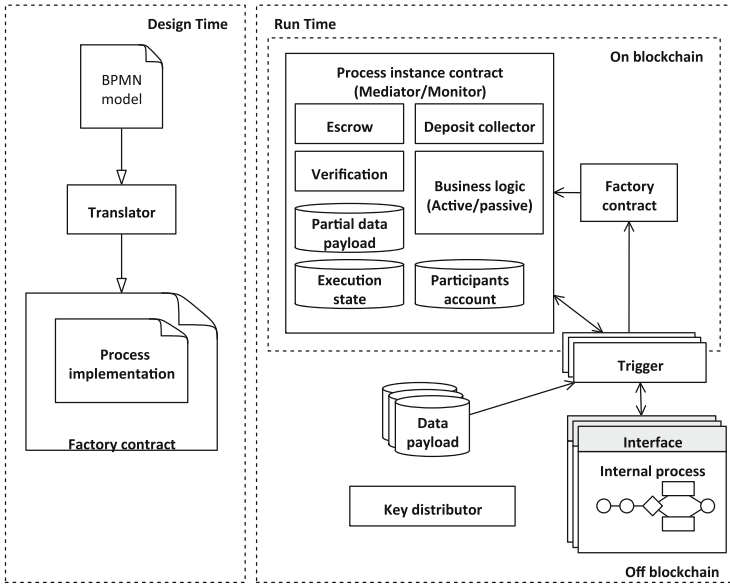 Design Time
BPMN
model
Translator
Process
implementation
Factory contract
Run Time
On blockchain
Process instance contract
(Mediator/Monitor)
Escrow
Deposit collector
Verification
Business logic
(Active/passive)
Partial data
payload
Execution
state
Participants
account
Factory
contract
Trigger
Data
payload
Interface
Internal process
Key distributor
Off blockchain